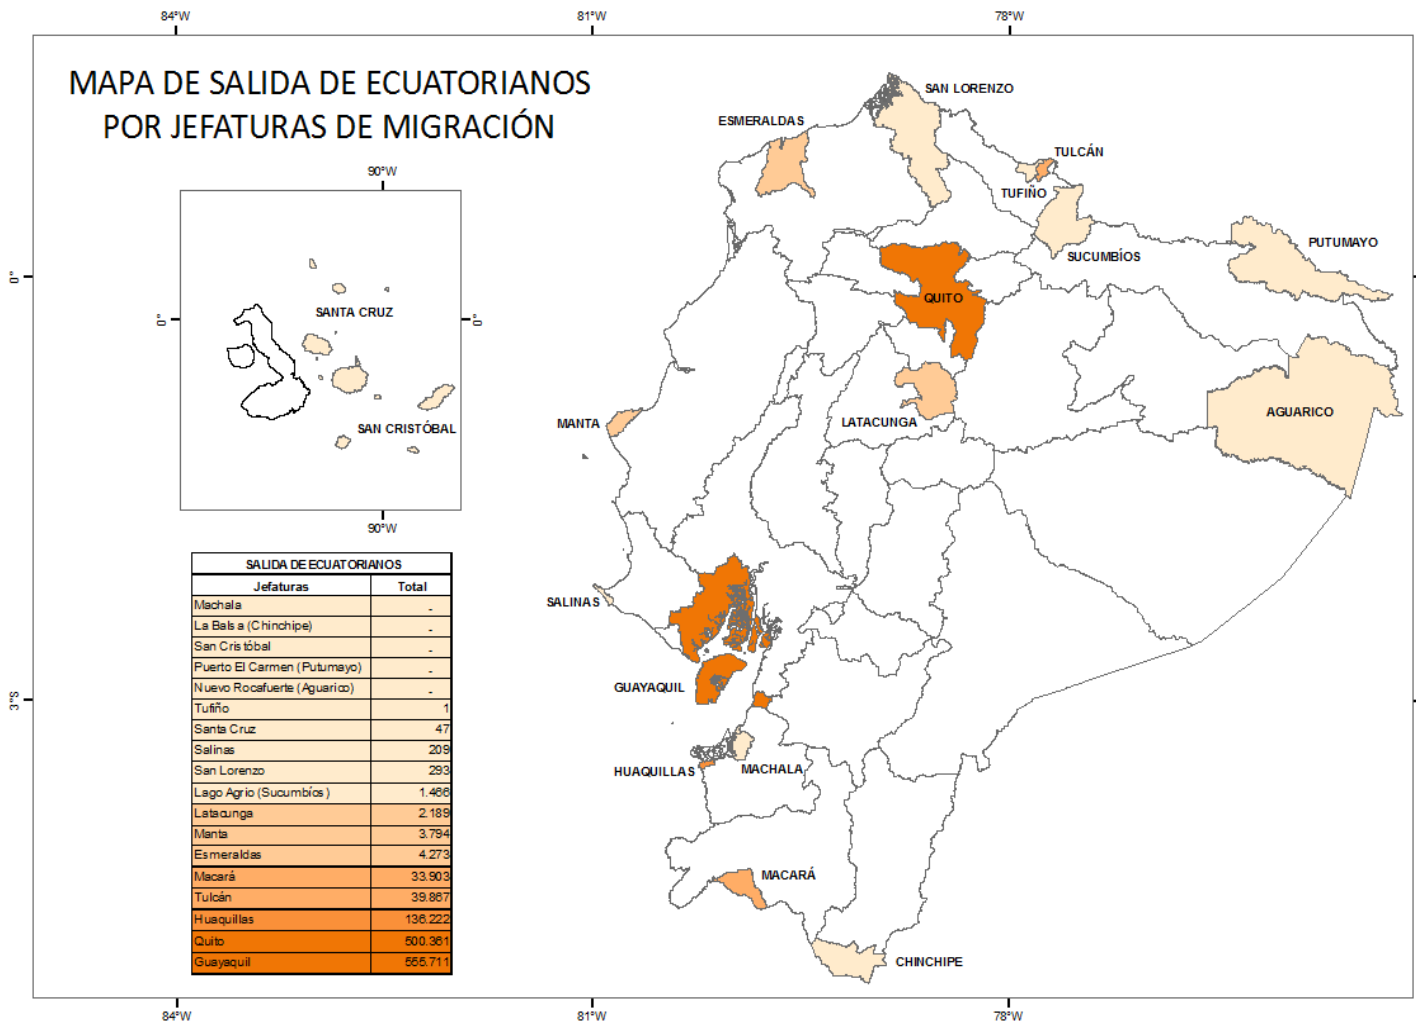 84°W 81°W 78°W
MAPA DE SALIDA DE ECUATORIANOS
POR JEFATURAS DE MIGRACIÓN
SAN LORENZO
ESMERALDAS
TULCÁN
90°W
TUFIÑO
PUTUMAYO
SUCUMBÍOS
0°
QUITO
SANTA CRUZ
0° 0°
AGUARICO
MANTA
LATACUNGA
SAN CRISTÓBAL
90°W
SALIDA DE ECUATORIANOS
Jefaturas Total
Machala -
La Balsa (Chinchipe) -
San Cristóbal -
Puerto El Carmen (Putumayo) -
Nuevo Rocafuerte (Aguarico) -
Tufiño 1
Santa Cruz 47
Salinas 209
San Lorenzo 293
Lago Agrio (Sucumbíos) 1.466
Latacunga 2.189
Manta 3.794
Esmeraldas 4.273
Macará 33.903
Tulcán 39.867
Huaquillas 136.222
Quito 500.361
Guayaquil 555.711
SALINAS
GUAYAQUIL
3°S
HUAQUILLAS
MACHALA
MACARÁ
CHINCHIPE
84°W 81°W 78°W